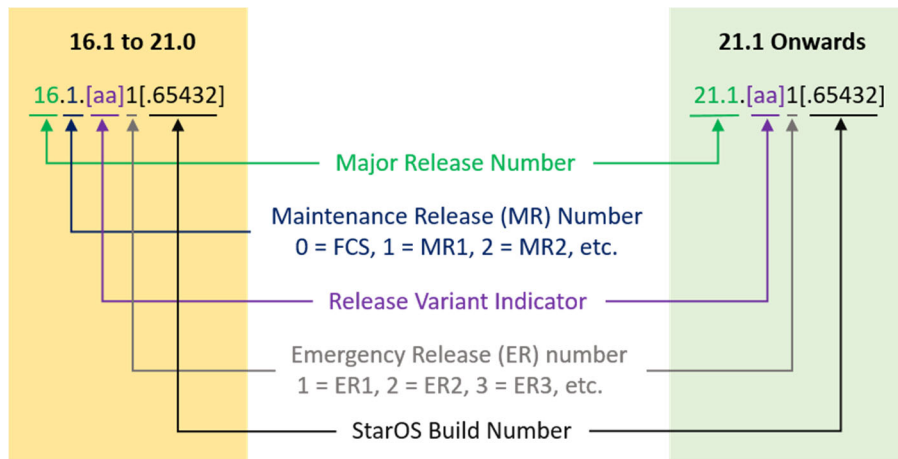 16.1 to 21.0
21.1 Onwards
16.1.[aa]1[.65432]
21.1.[aa]1[.65432]
Major Release Number
Maintenance Release (MR) Number
0 = FCS, 1 = MR1, 2 = MR2, etc.
Release Variant Indicator
Emergency Release (ER) number
1 = ER1, 2 = ER2, 3 = ER3, etc.
StarOS Build Number